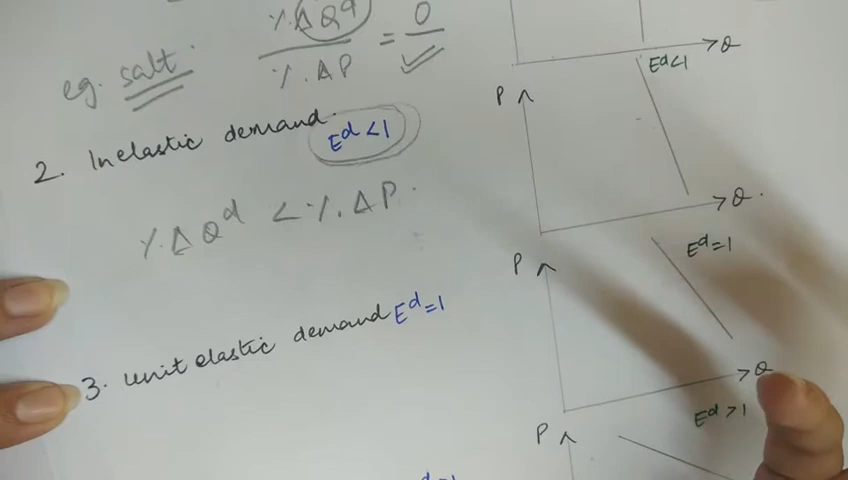 %ΔQd
eg. salt. = 0
%.ΔP
Q
Ed<1
P
2. Inelastic demand. Ed<1
Q.
%ΔQd < %.ΔP.
Ed=1
P
3. unit elastic demand Ed=1
Q
Ed>1
P